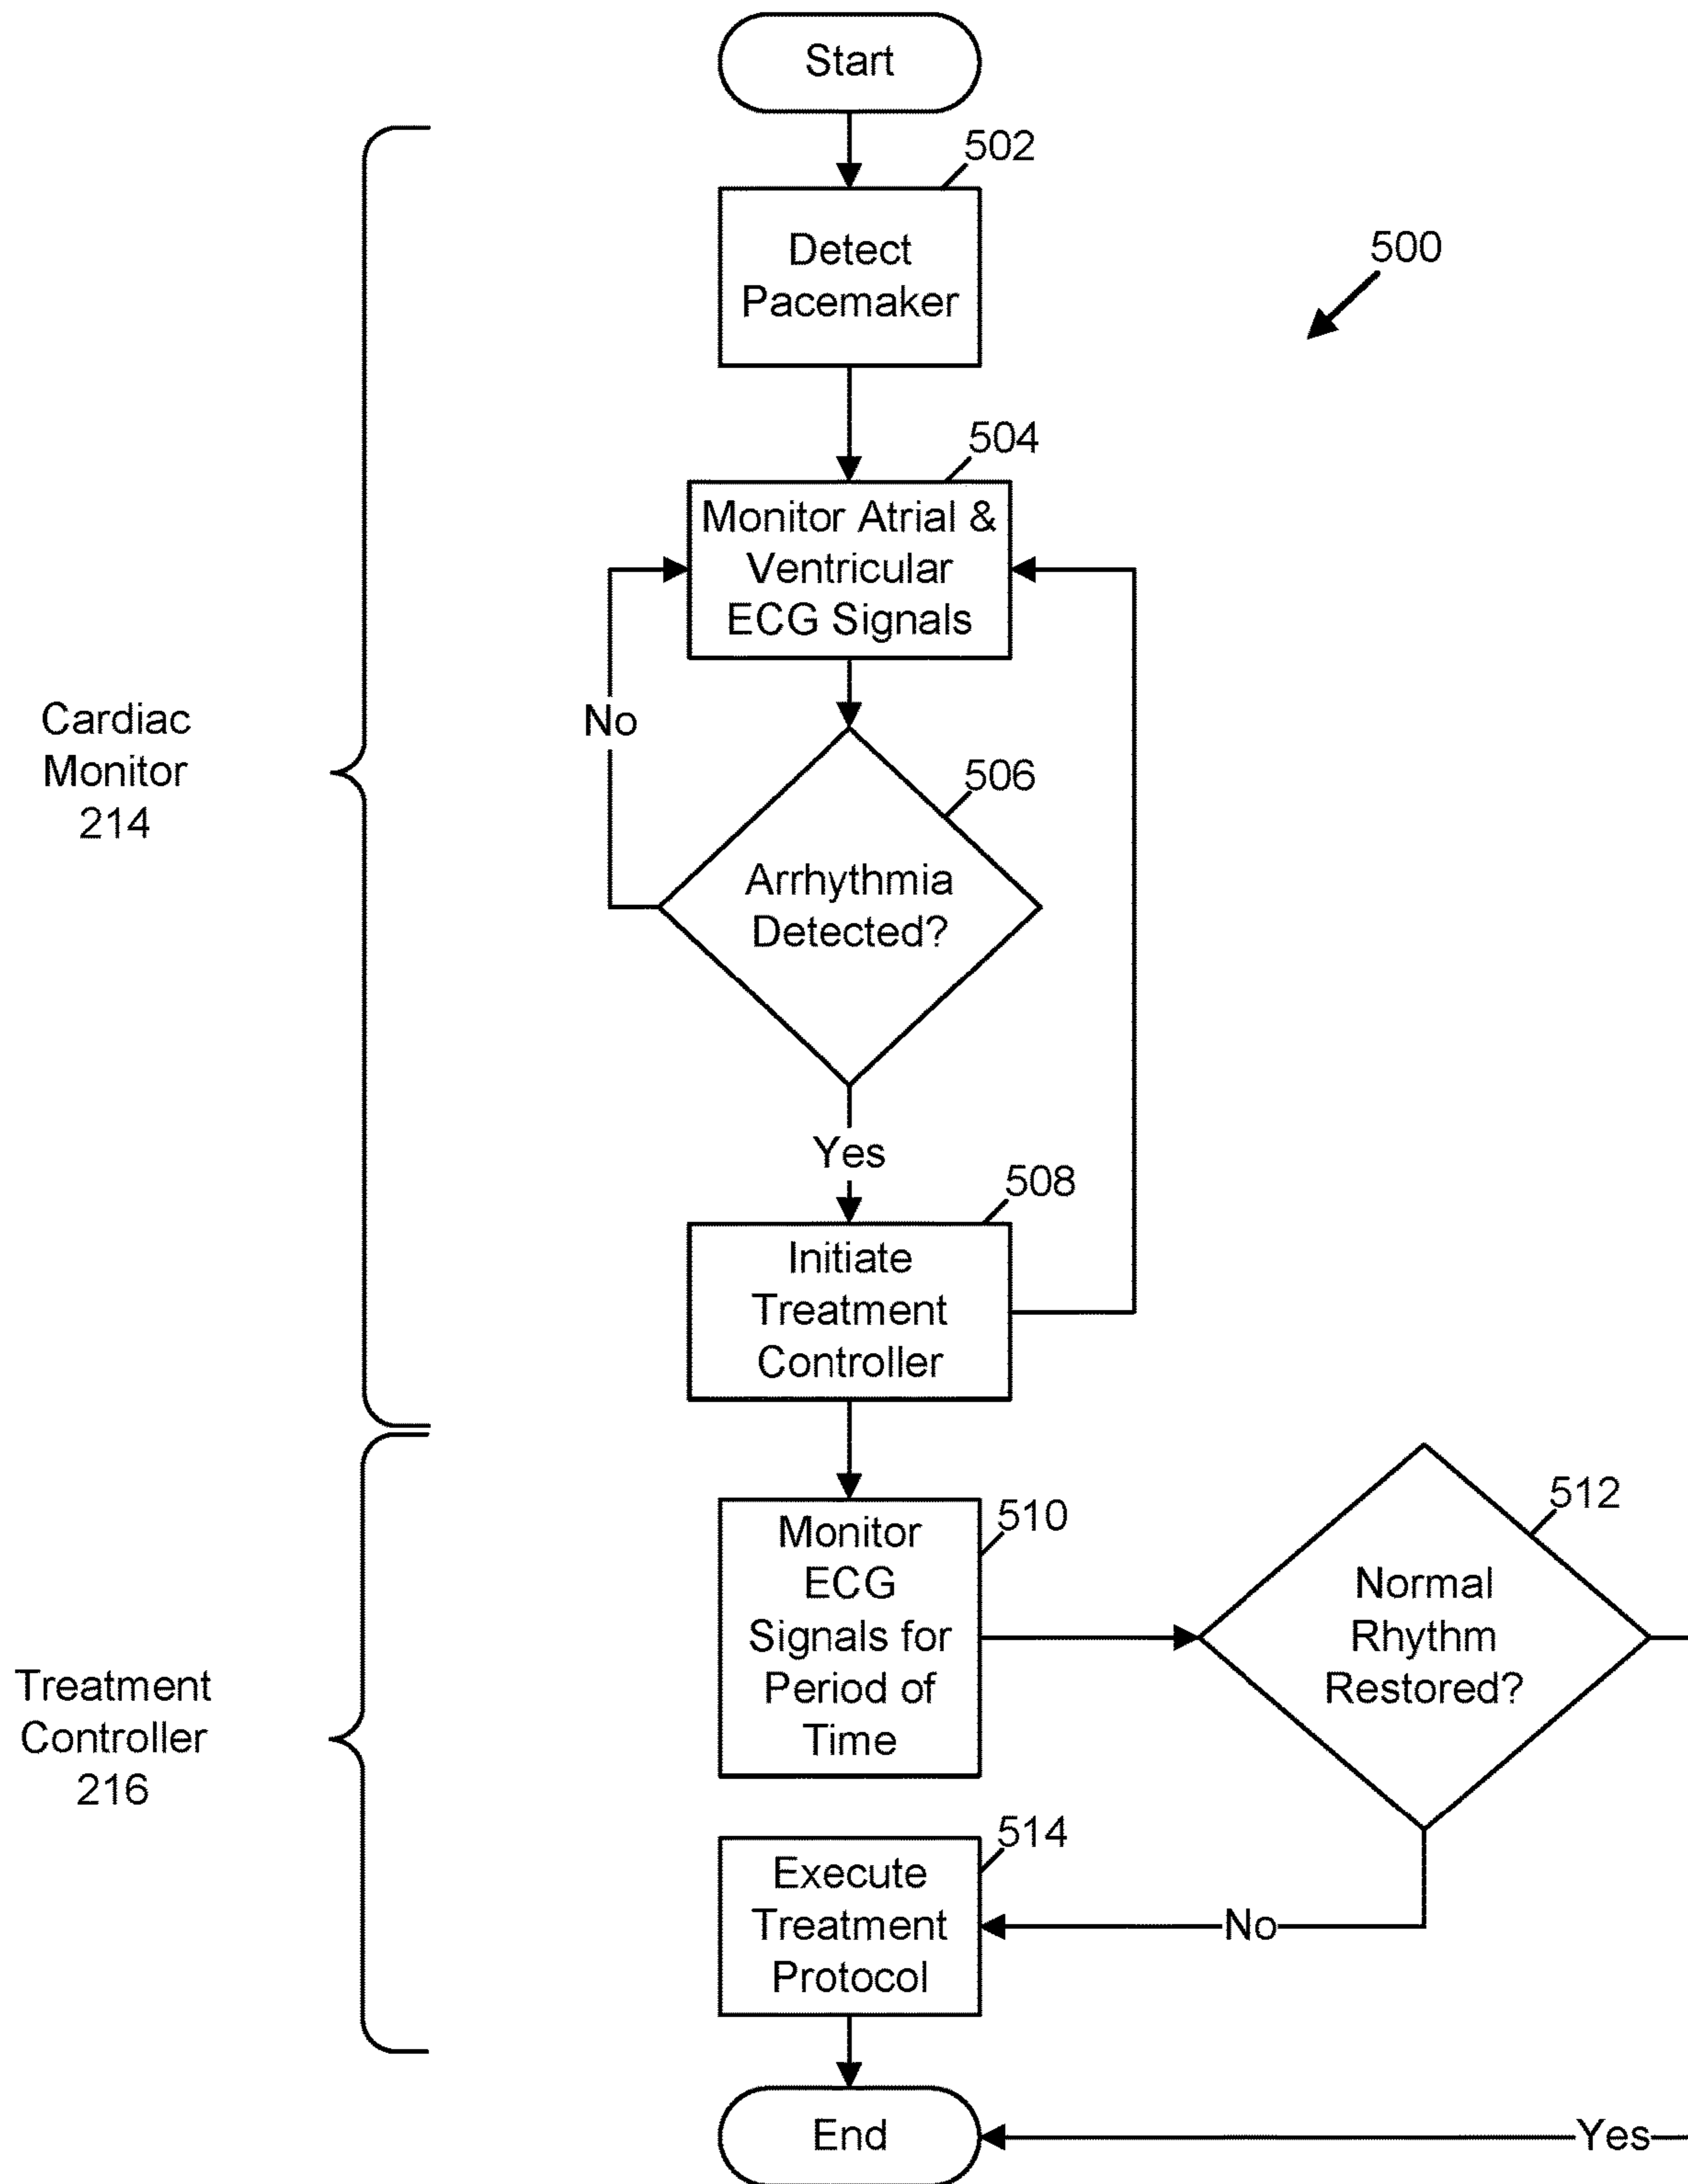 Start
502
Detect
Pacemaker
500
504
Monitor Atrial &
Ventricular
ECG Signals
No
506
Arrhythmia
Detected?
Cardiac
Monitor
214
Yes
508
Initiate
Treatment
Controller
510
Monitor
ECG
Signals for
Period of
Time
512
Normal
Rhythm
Restored?
Treatment
Controller
216
514
Execute
Treatment
Protocol
No
End
Yes